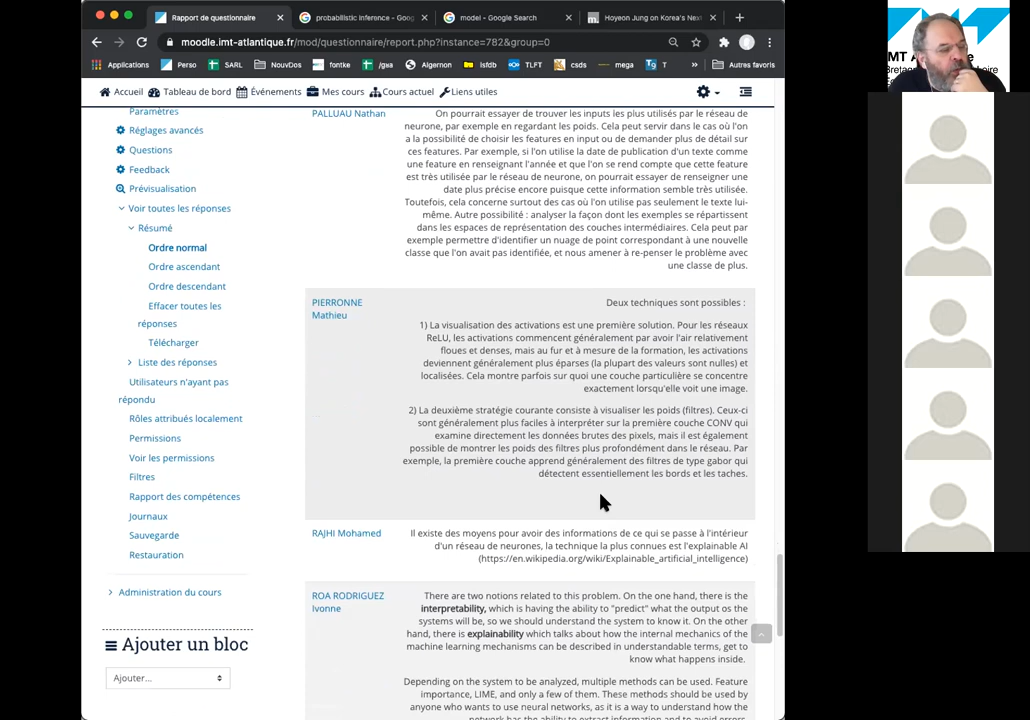 Rapport de questionnaire
probabilistic inference - Goog
model - Google Search
Hoyeon Jung on Korea's Nex
moodle.imt-atlantique.fr/mod/questionnaire/report.php?instance=782&group=0
Applications Perso SARL NouvDos fontke /gwa Algernon lsfdb TLFT csds mega T » Autres favoris
Accueil Tableau de bord Événements Mes cours Cours actuel Liens utiles
Paramètres
Réglages avancés
Questions
Feedback
Prévisualisation
Voir toutes les réponses
Résumé
Ordre normal
Ordre ascendant
Ordre descendant
Effacer toutes les
réponses
Télécharger
Liste des réponses
Utilisateurs n'ayant pas
répondu
Rôles attribués localement
Permissions
Voir les permissions
Filtres
Rapport des compétences
Journaux
Sauvegarde
Restauration
Administration du cours
Ajouter un bloc
Ajouter...
PALLUAU Nathan
On pourrait essayer de trouver les inputs les plus utilisés par le réseau de
neurone, par exemple en regardant les poids. Cela peut servir dans le cas où l'on
a la possibilité de choisir les features en input ou de demander plus de détail sur
ces features. Par exemple, si l'on utilise la date de publication d'un texte comme
une feature en renseignant l'année et que l'on se rend compte que cette feature
est très utilisée par le réseau de neurone, on pourrait essayer de renseigner une
date plus précise encore puisque cette information semble très utilisée.
Toutefois, cela concerne surtout des cas où l'on utilise pas seulement le texte lui-
même. Autre possibilité : analyser la façon dont les exemples se répartissent
dans les espaces de représentation des couches intermédiaires. Cela peut par
exemple permettre d'identifier un nuage de point correspondant à une nouvelle
classe que l'on avait pas identifiée, et nous amener à re-penser le problème avec
une classe de plus.
PIERRONNE
Mathieu
Deux techniques sont possibles :
1) La visualisation des activations est une première solution. Pour les réseaux
ReLU, les activations commencent généralement par avoir l'air relativement
floues et denses, mais au fur et à mesure de la formation, les activations
deviennent généralement plus éparses (la plupart des valeurs sont nulles) et
localisées. Cela montre parfois sur quoi une couche particulière se concentre
exactement lorsqu'elle voit une image.
2) La deuxième stratégie courante consiste à visualiser les poids (filtres). Ceux-ci
sont généralement plus faciles à interpréter sur la première couche CONV qui
examine directement les données brutes des pixels, mais il est également
possible de montrer les poids des filtres plus profondément dans le réseau. Par
exemple, la première couche apprend généralement des filtres de type gabor qui
détectent essentiellement les bords et les taches.
RAJHI Mohamed
Il existe des moyens pour avoir des informations de ce qui se passe à l'intérieur
d'un réseau de neurones, la technique la plus connues est l'explainable AI
(https://en.wikipedia.org/wiki/Explainable_artificial_intelligence)
ROA RODRIGUEZ
Ivonne
There are two notions related to this problem. On the one hand, there is the
interpretability, which is having the ability to "predict" what the output os the
systems will be, so we should understand the system to know it. On the other
hand, there is explainability which talks about how the internal mechanics of the
machine learning mechanisms can be described in understandable terms, get to
know what happens inside.
Depending on the system to be analyzed, multiple methods can be used. Feature
importance, LIME, and only a few of them. These methods should be used by
anyone who wants to use neural networks, as it is a way to understand how the
network has the ability to extract information and to avoid errors.